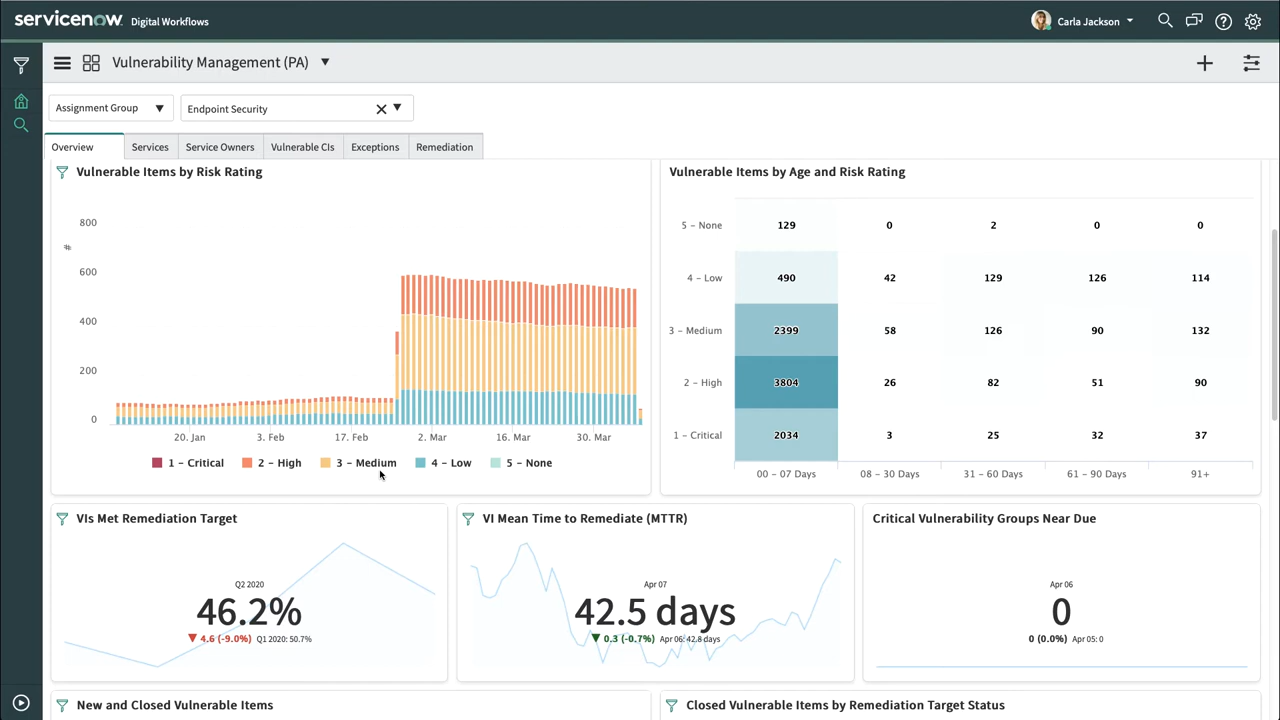 servicenow Digital Workflows
Carla Jackson
Vulnerability Management (PA)
Assignment Group
Endpoint Security
Overview
Services
Service Owners
Vulnerable CIs
Exceptions
Remediation
Vulnerable Items by Risk Rating
#
800
600
400
200
0
20. Jan
3. Feb
17. Feb
2. Mar
16. Mar
30. Mar
1 - Critical
2 - High
3 - Medium
4 - Low
5 - None
Vulnerable Items by Age and Risk Rating
5 - None 129 0 2 0 0
4 - Low 490 42 129 126 114
3 - Medium 2399 58 126 90 132
2 - High 3804 26 82 51 90
1 - Critical 2034 3 25 32 37
00 - 07 Days 08 - 30 Days 31 - 60 Days 61 - 90 Days 91+
VIs Met Remediation Target
Q2 2020
46.2%
▼ 4.6 (-9.0%) Q1 2020: 50.7%
VI Mean Time to Remediate (MTTR)
Apr 07
42.5 days
▼ 0.3 (-0.7%) Apr 06: 42.8 days
Critical Vulnerability Groups Near Due
Apr 06
0
0 (0.0%) Apr 05: 0
New and Closed Vulnerable Items
Closed Vulnerable Items by Remediation Target Status